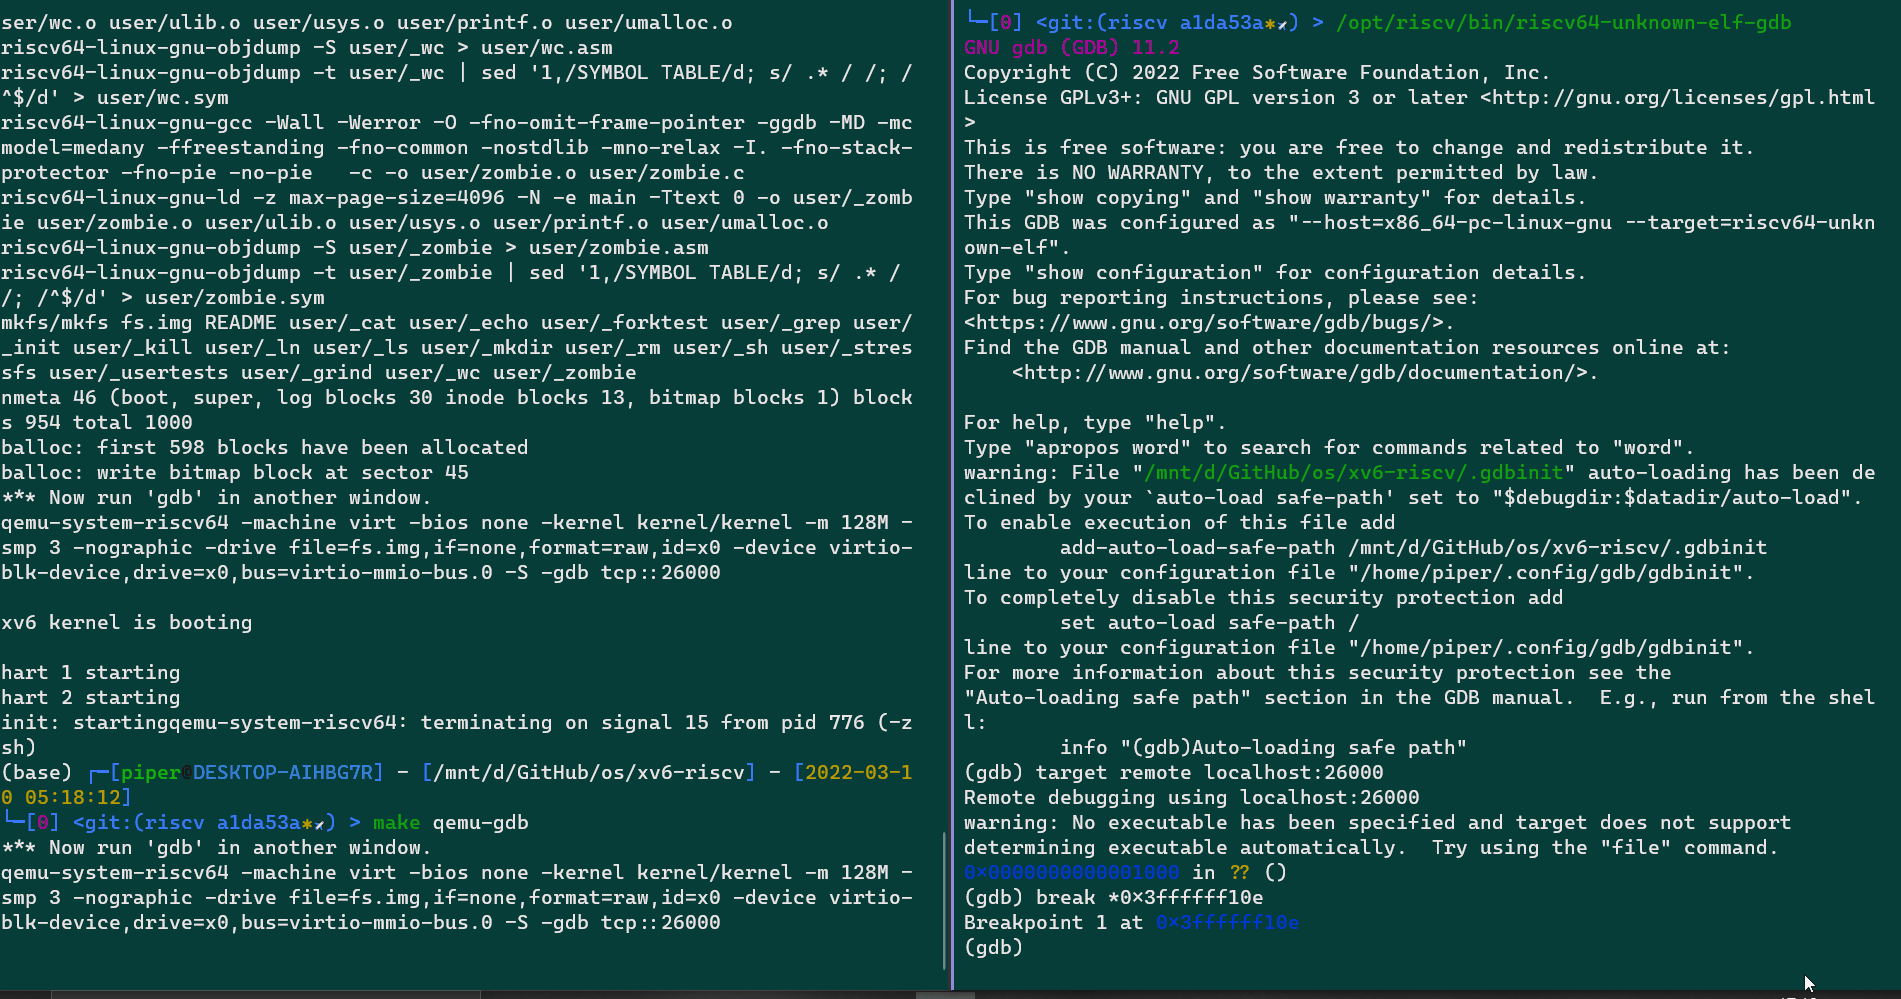 ser/wc.o user/ulib.o user/usys.o user/printf.o user/umalloc.o
riscv64-linux-gnu-objdump -S user/_wc > user/wc.asm
riscv64-linux-gnu-objdump -t user/_wc | sed '1,/SYMBOL TABLE/d; s/ .* / /; /
^$/d' > user/wc.sym
riscv64-linux-gnu-gcc -Wall -Werror -O -fno-omit-frame-pointer -ggdb -MD -mc
model=medany -ffreestanding -fno-common -nostdlib -mno-relax -I. -fno-stack-
protector -fno-pie -no-pie   -c -o user/zombie.o user/zombie.c
riscv64-linux-gnu-ld -z max-page-size=4096 -N -e main -Ttext 0 -o user/_zomb
ie user/zombie.o user/ulib.o user/usys.o user/printf.o user/umalloc.o
riscv64-linux-gnu-objdump -S user/_zombie > user/zombie.asm
riscv64-linux-gnu-objdump -t user/_zombie | sed '1,/SYMBOL TABLE/d; s/ .* /
/; /^$/d' > user/zombie.sym
mkfs/mkfs fs.img README user/_cat user/_echo user/_forktest user/_grep user/
_init user/_kill user/_ln user/_ls user/_mkdir user/_rm user/_sh user/_stres
sfs user/_usertests user/_grind user/_wc user/_zombie
nmeta 46 (boot, super, log blocks 30 inode blocks 13, bitmap blocks 1) block
s 954 total 1000
balloc: first 598 blocks have been allocated
balloc: write bitmap block at sector 45
*** Now run 'gdb' in another window.
qemu-system-riscv64 -machine virt -bios none -kernel kernel/kernel -m 128M -
smp 3 -nographic -drive file=fs.img,if=none,format=raw,id=x0 -device virtio-
blk-device,drive=x0,bus=virtio-mmio-bus.0 -S -gdb tcp::26000
xv6 kernel is booting
hart 1 starting
hart 2 starting
init: startingqemu-system-riscv64: terminating on signal 15 from pid 776 (-z
sh)
(base) ┌─[piper@DESKTOP-AIHBG7R] - [/mnt/d/GitHub/os/xv6-riscv] - [2022-03-1
0 05:18:12]
└─[0] <git:(riscv a1da53a✱✈) > make qemu-gdb
*** Now run 'gdb' in another window.
qemu-system-riscv64 -machine virt -bios none -kernel kernel/kernel -m 128M -
smp 3 -nographic -drive file=fs.img,if=none,format=raw,id=x0 -device virtio-
blk-device,drive=x0,bus=virtio-mmio-bus.0 -S -gdb tcp::26000
└─[0] <git:(riscv a1da53a✱✈) > /opt/riscv/bin/riscv64-unknown-elf-gdb
GNU gdb (GDB) 11.2
Copyright (C) 2022 Free Software Foundation, Inc.
License GPLv3+: GNU GPL version 3 or later <http://gnu.org/licenses/gpl.html
>
This is free software: you are free to change and redistribute it.
There is NO WARRANTY, to the extent permitted by law.
Type "show copying" and "show warranty" for details.
This GDB was configured as "--host=x86_64-pc-linux-gnu --target=riscv64-unkn
own-elf".
Type "show configuration" for configuration details.
For bug reporting instructions, please see:
<https://www.gnu.org/software/gdb/bugs/>.
Find the GDB manual and other documentation resources online at:
    <http://www.gnu.org/software/gdb/documentation/>.
For help, type "help".
Type "apropos word" to search for commands related to "word".
warning: File "/mnt/d/GitHub/os/xv6-riscv/.gdbinit" auto-loading has been de
clined by your `auto-load safe-path' set to "$debugdir:$datadir/auto-load".
To enable execution of this file add
        add-auto-load-safe-path /mnt/d/GitHub/os/xv6-riscv/.gdbinit
line to your configuration file "/home/piper/.config/gdb/gdbinit".
To completely disable this security protection add
        set auto-load safe-path /
line to your configuration file "/home/piper/.config/gdb/gdbinit".
For more information about this security protection see the
"Auto-loading safe path" section in the GDB manual.  E.g., run from the shel
l:
        info "(gdb)Auto-loading safe path"
(gdb) target remote localhost:26000
Remote debugging using localhost:26000
warning: No executable has been specified and target does not support
determining executable automatically.  Try using the "file" command.
0x0000000000001000 in ?? ()
(gdb) break *0x3ffffff10e
Breakpoint 1 at 0x3ffffff10e
(gdb)